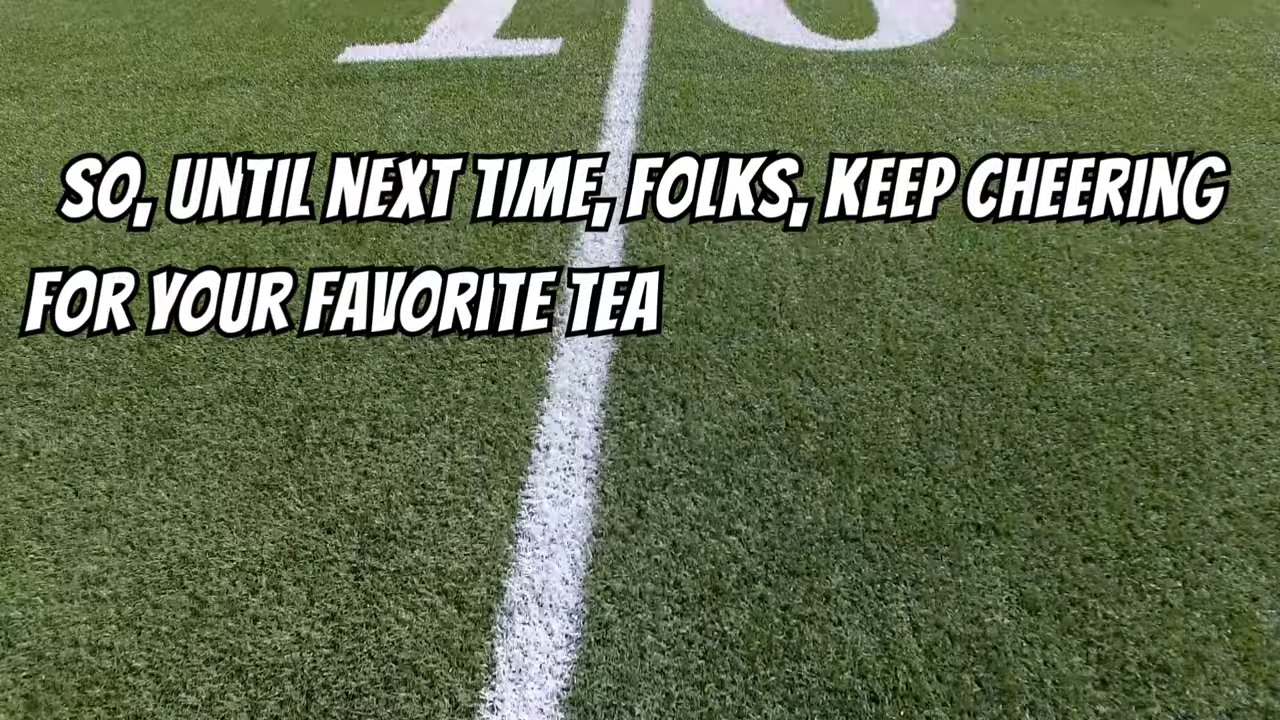 SO, UNTIL NEXT TIME, FOLKS, KEEP CHEERING
FOR YOUR FAVORITE TEA